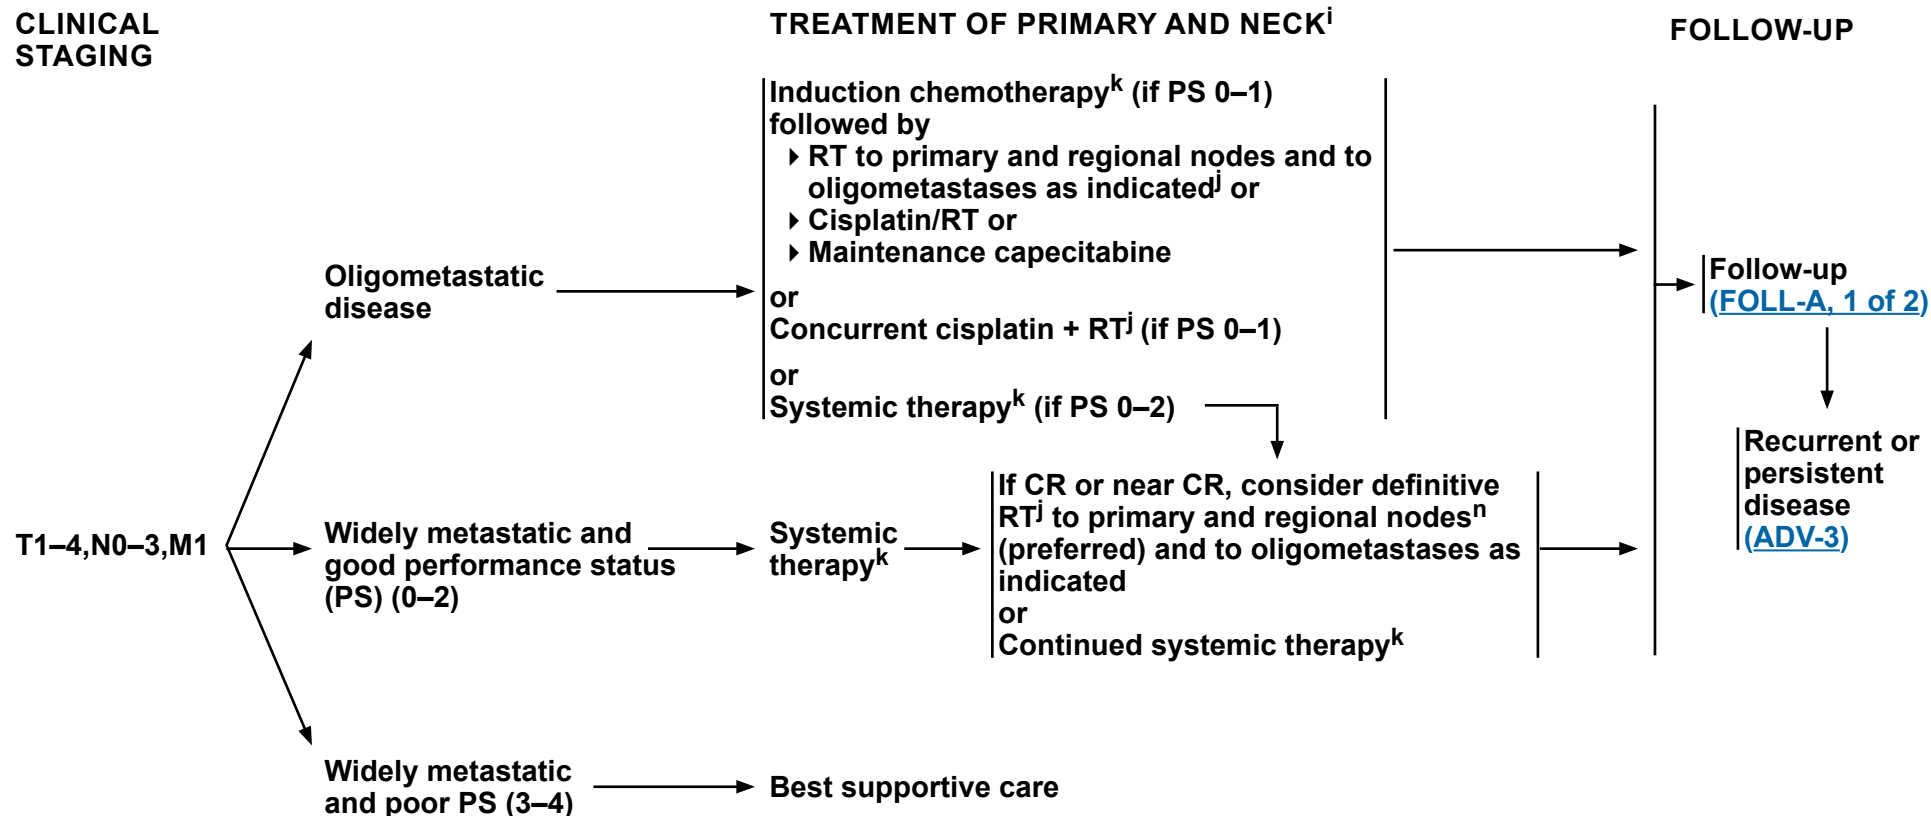 CLINICAL
STAGING
TREATMENT OF PRIMARY AND NECKi
FOLLOW-UP
Induction chemotherapyk (if PS 0–1)
followed by
RT to primary and regional nodes and to
oligometastases as indicatedj or
Cisplatin/RT or
Maintenance capecitabine
or
Concurrent cisplatin + RTj (if PS 0–1)
or
Systemic therapyk (if PS 0–2)
Oligometastatic
disease
Follow-up
(FOLL-A, 1 of 2)
Recurrent or
persistent
disease
(ADV-3)
T1–4,N0–3,M1
Widely metastatic and
good performance status
(PS) (0–2)
Systemic
therapyk
If CR or near CR, consider definitive
RTj to primary and regional nodesn
(preferred) and to oligometastases as
indicated
or
Continued systemic therapyk
Widely metastatic
and poor PS (3–4)
Best supportive care